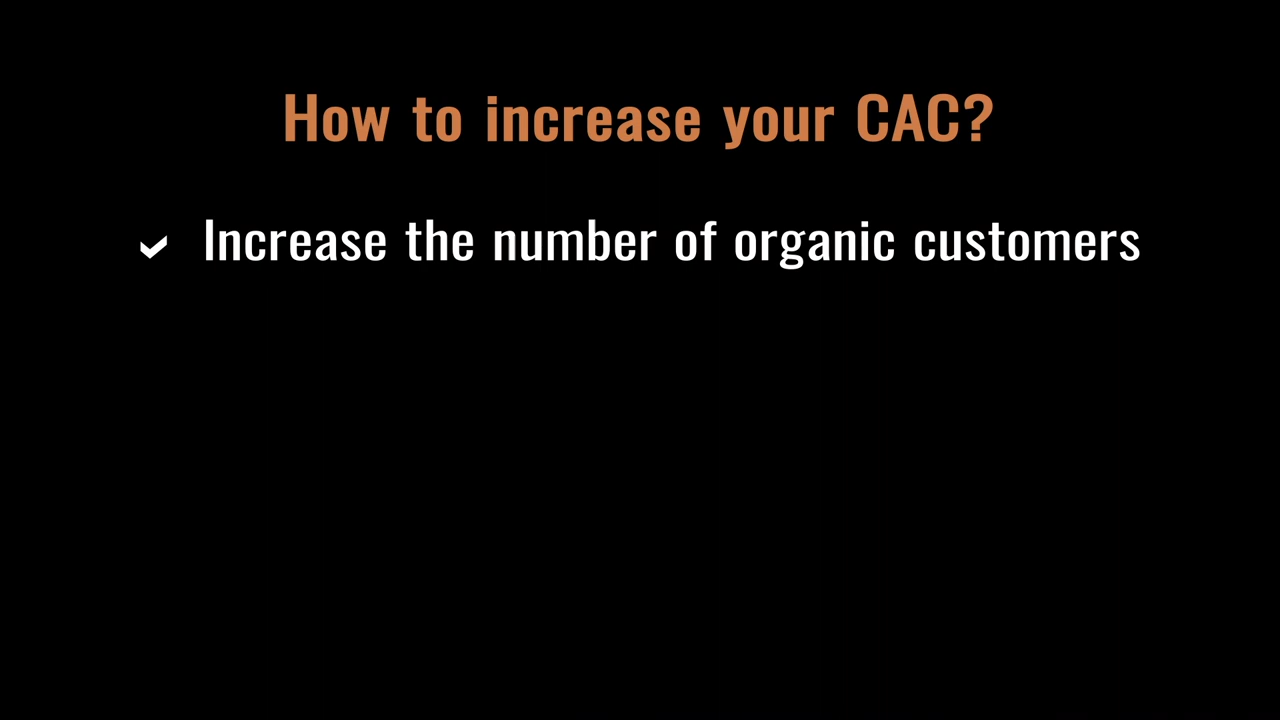 How to increase your CAC?
Increase the number of organic customers